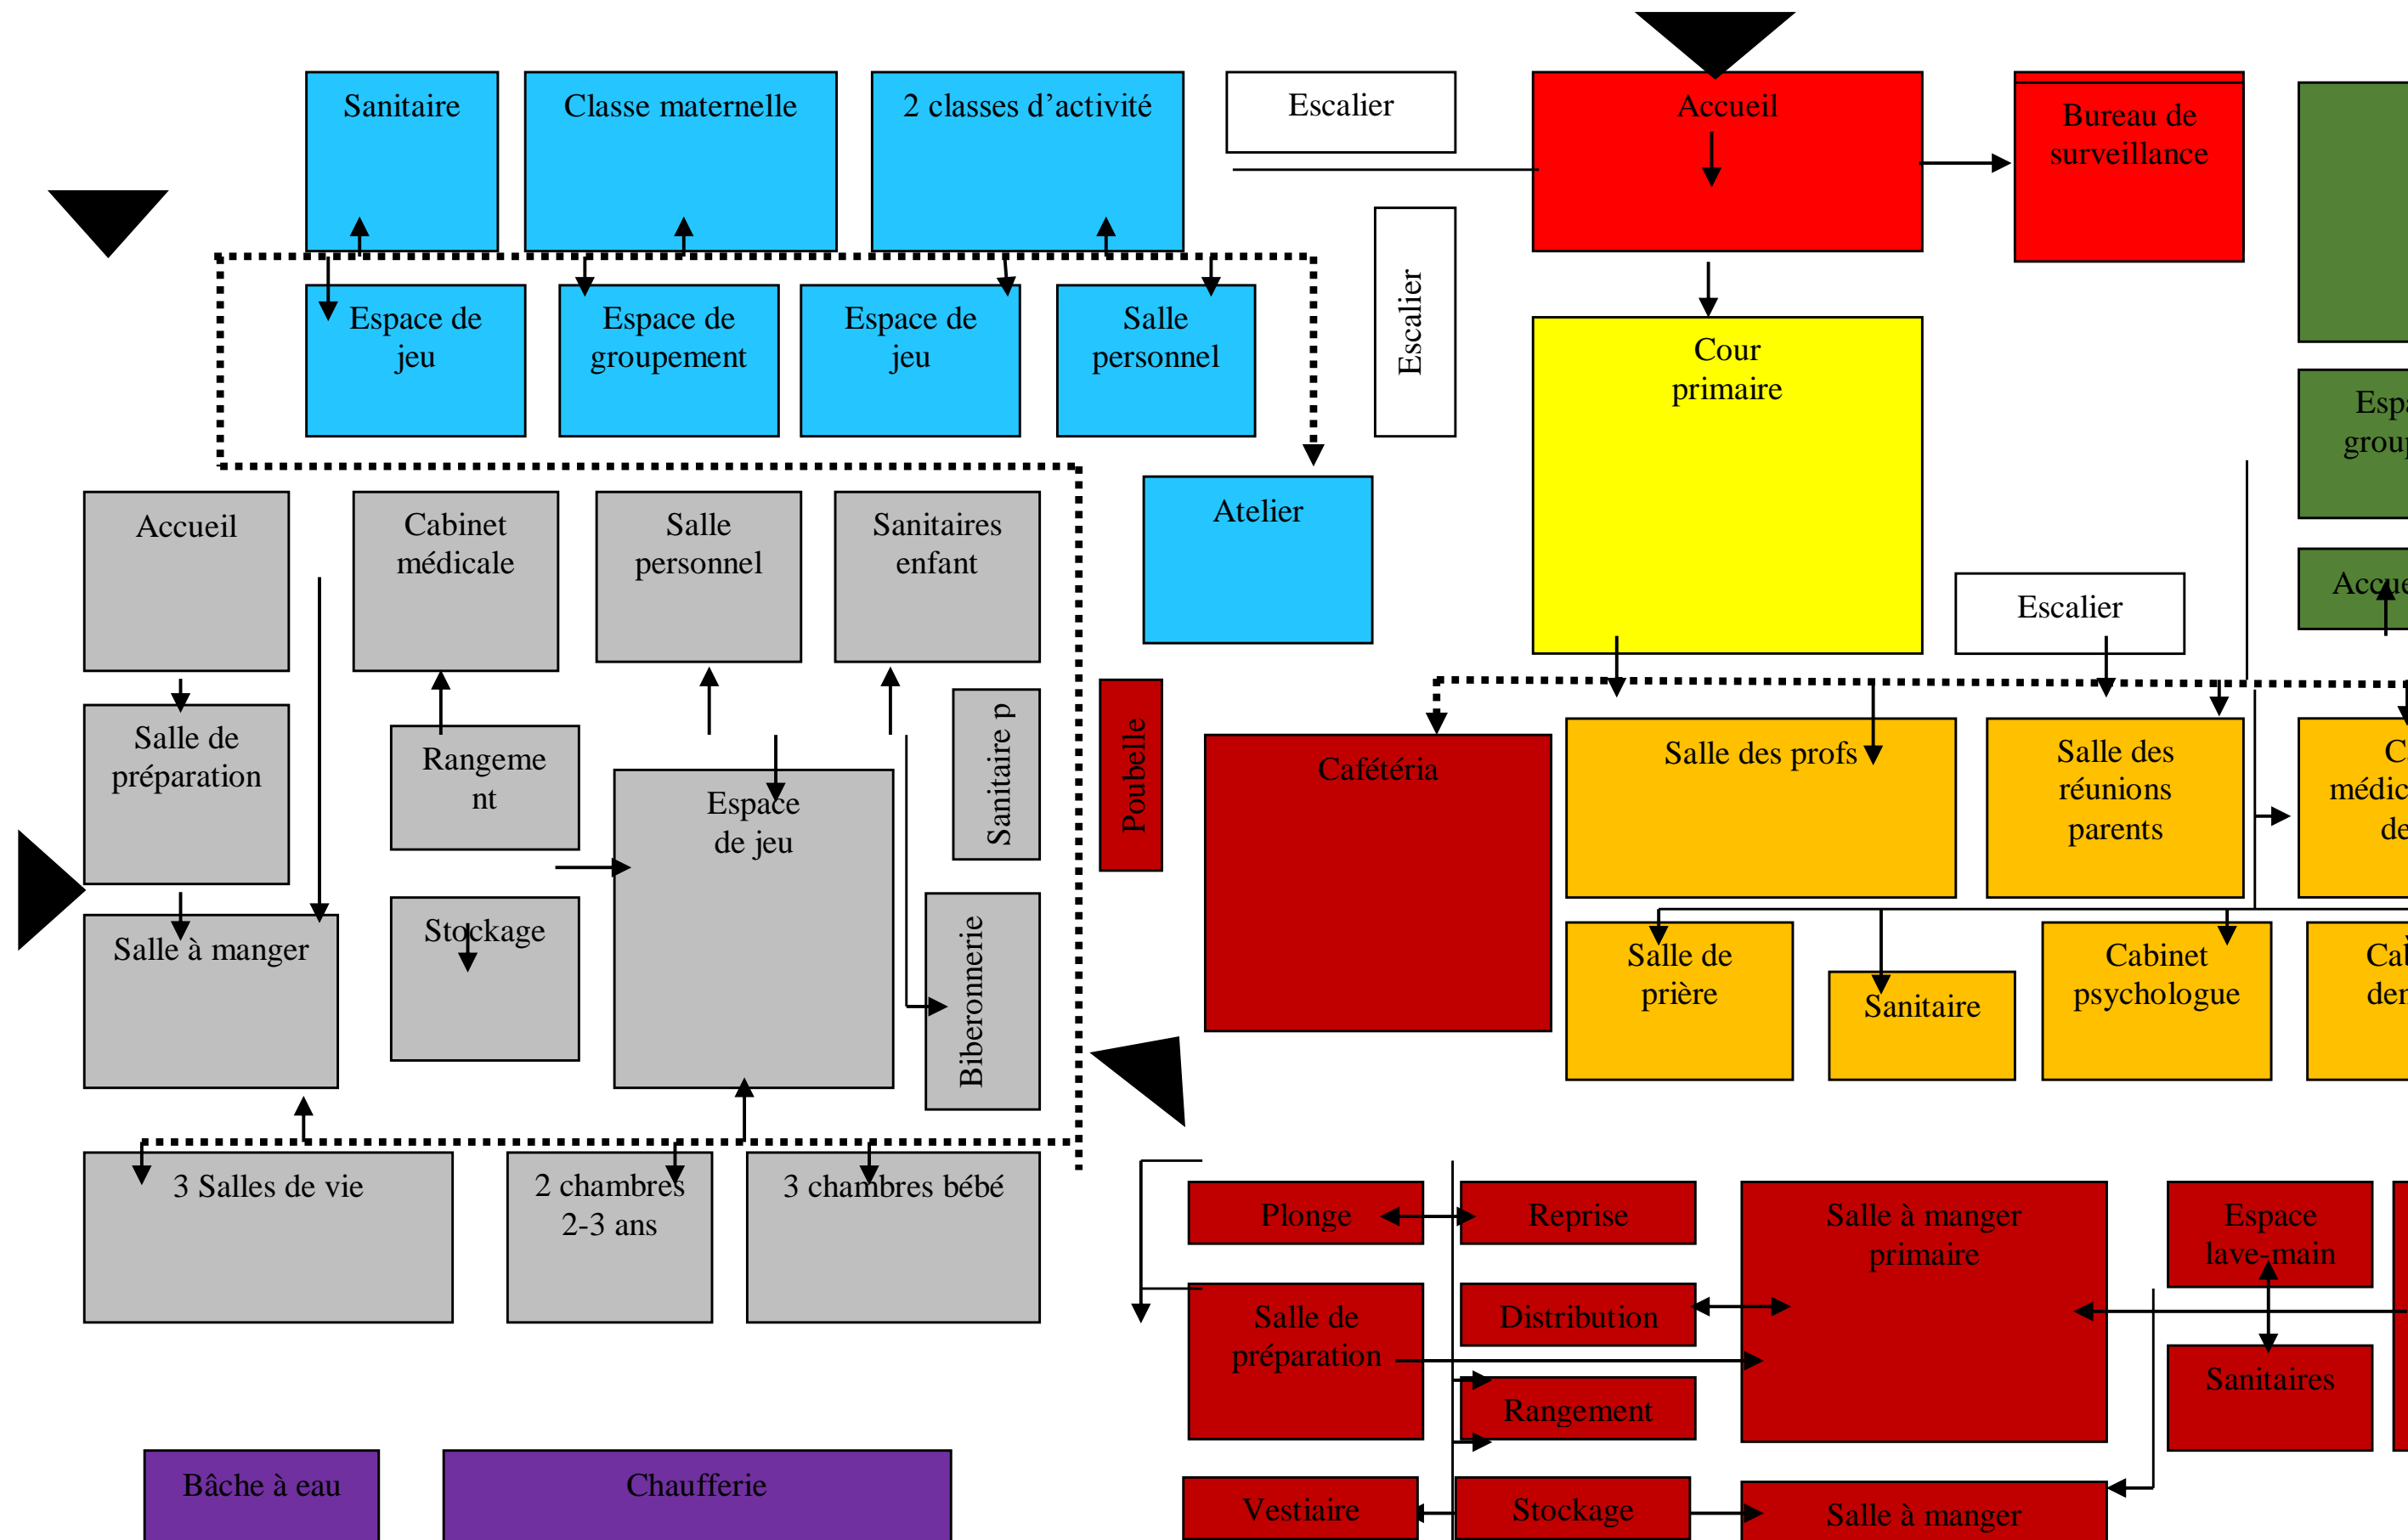 Sanitaire
Classe maternelle
2 classes d’activité
Escalier
Accueil
Bureau de
surveillance
Escalier
Espace de
jeu
Espace de
groupement
Espace de
jeu
Salle
personnel
Cour
primaire
Accueil
Cabinet
médicale
Salle
personnel
Sanitaires
enfant
Atelier
Escalier
Salle de
préparation
Rangeme
nt
Espace
de jeu
Sanitaire p
Poubelle
Cafétéria
Salle des profs
Salle des
réunions
parents
Salle à manger
Stockage
Biberonnerie
Salle de
prière
Sanitaire
Cabinet
psychologue
3 Salles de vie
2 chambres
2-3 ans
3 chambres bébé
Plonge
Reprise
Salle à manger
primaire
Espace
lave-main
Salle de
préparation
Distribution
Rangement
Sanitaires
Bâche à eau
Chaufferie
Vestiaire
Stockage
Salle à manger